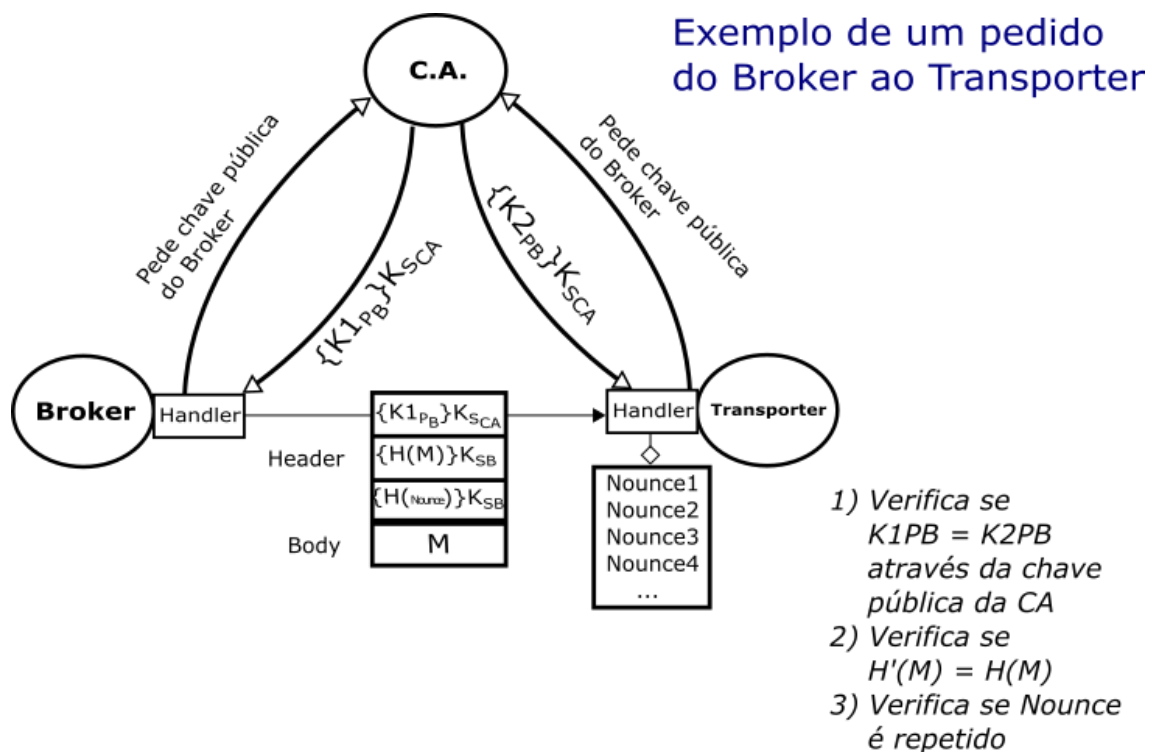 Exemplo de um pedido
do Broker ao Transporter
C.A.
Pede chave pública
do Broker
{K1PB}KSCA
{K2PB}KSCA
Pede chave pública
do Broker
Broker
Handler
Header
{K1PB}KSCA
{H(M)}KSB
{H(Nounce)}KSB
Body
M
Handler
Transporter
Nounce1
Nounce2
Nounce3
Nounce4
...
1) Verifica se
K1PB = K2PB
através da chave
pública da CA
2) Verifica se
H'(M) = H(M)
3) Verifica se Nounce
é repetido